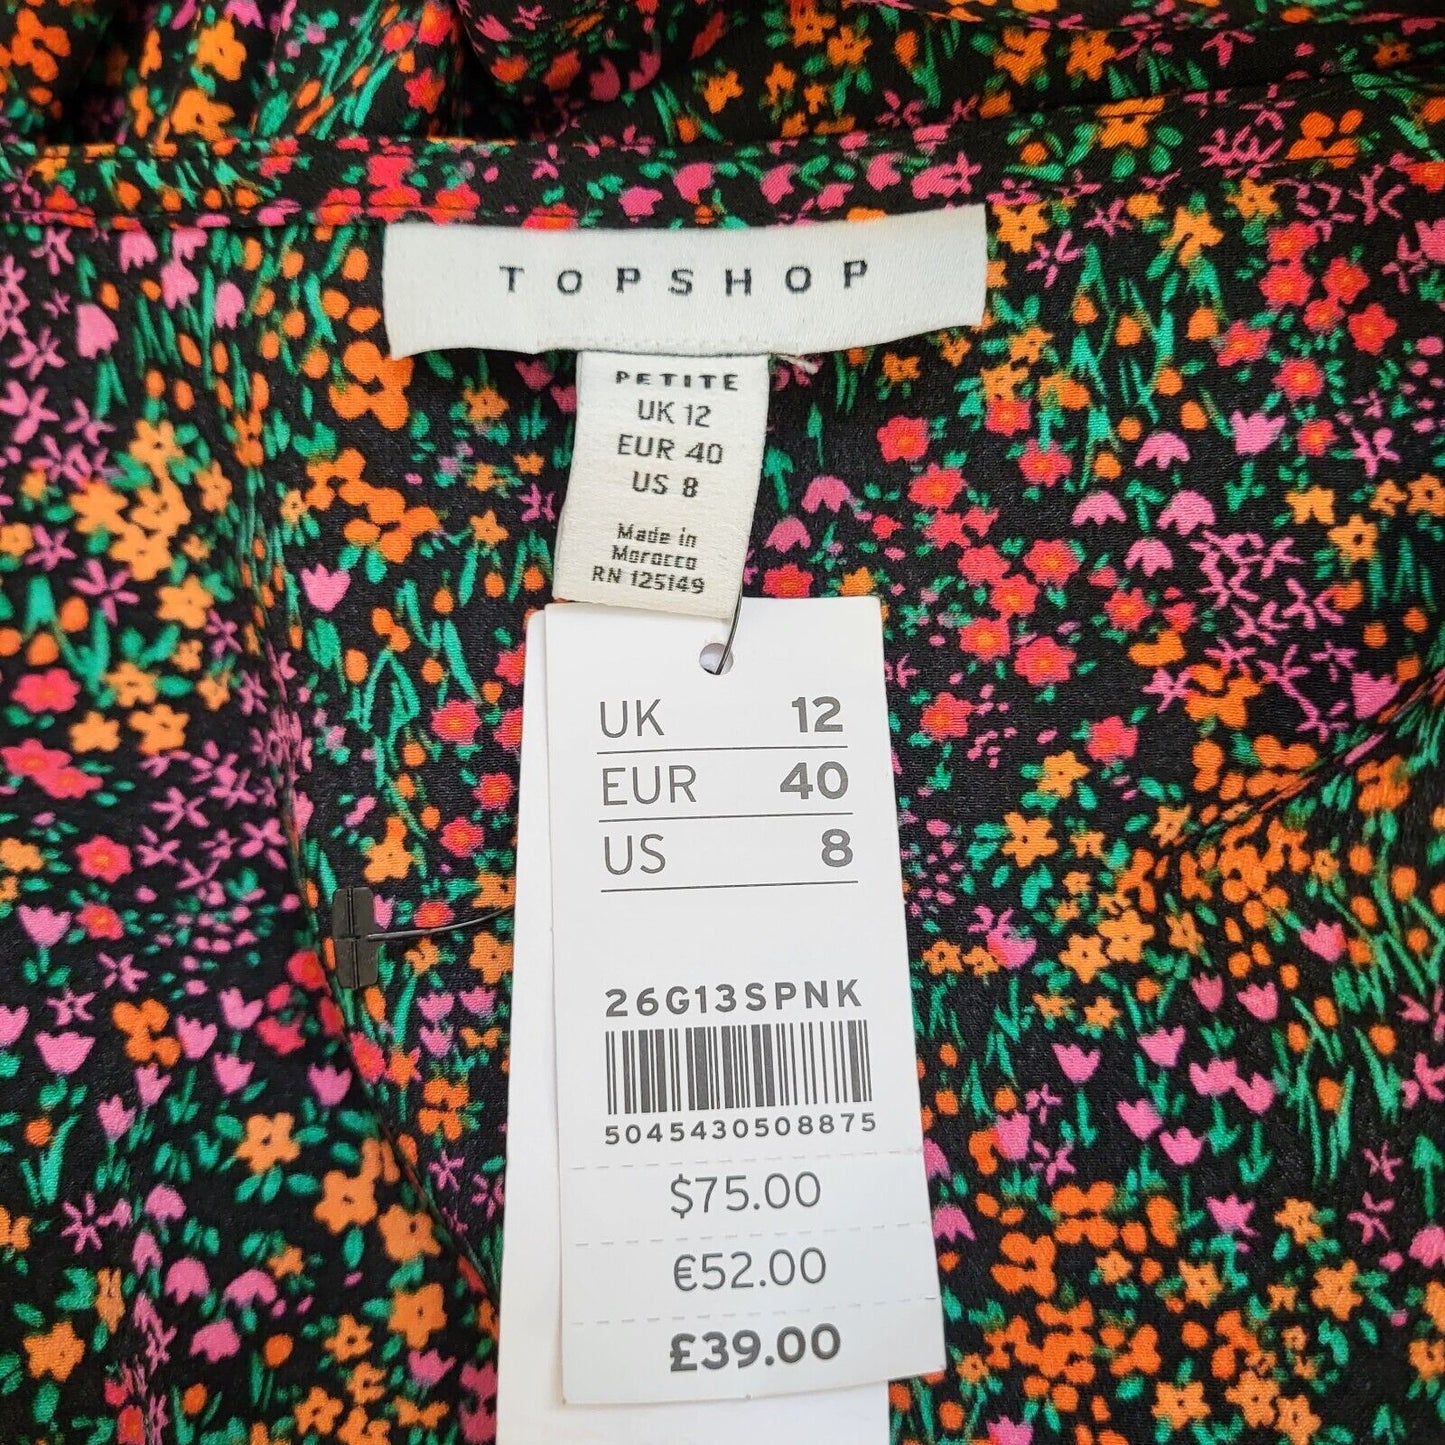 TOPSHOP
PETITE
UK 12
EUR 40
US 8
Made in
Morocco
RN 125149
UK 12
EUR 40
US 8
26G13SPNK
5045430508875
$75.00
€52.00
£39.00